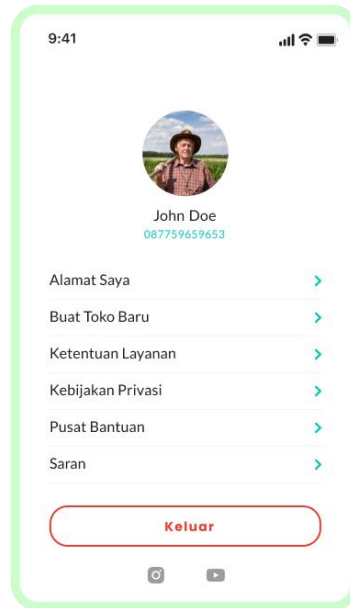 9:41
John Doe
087759659653
Alamat Saya
Buat Toko Baru
Ketentuan Layanan
Kebijakan Privasi
Pusat Bantuan
Saran
Keluar